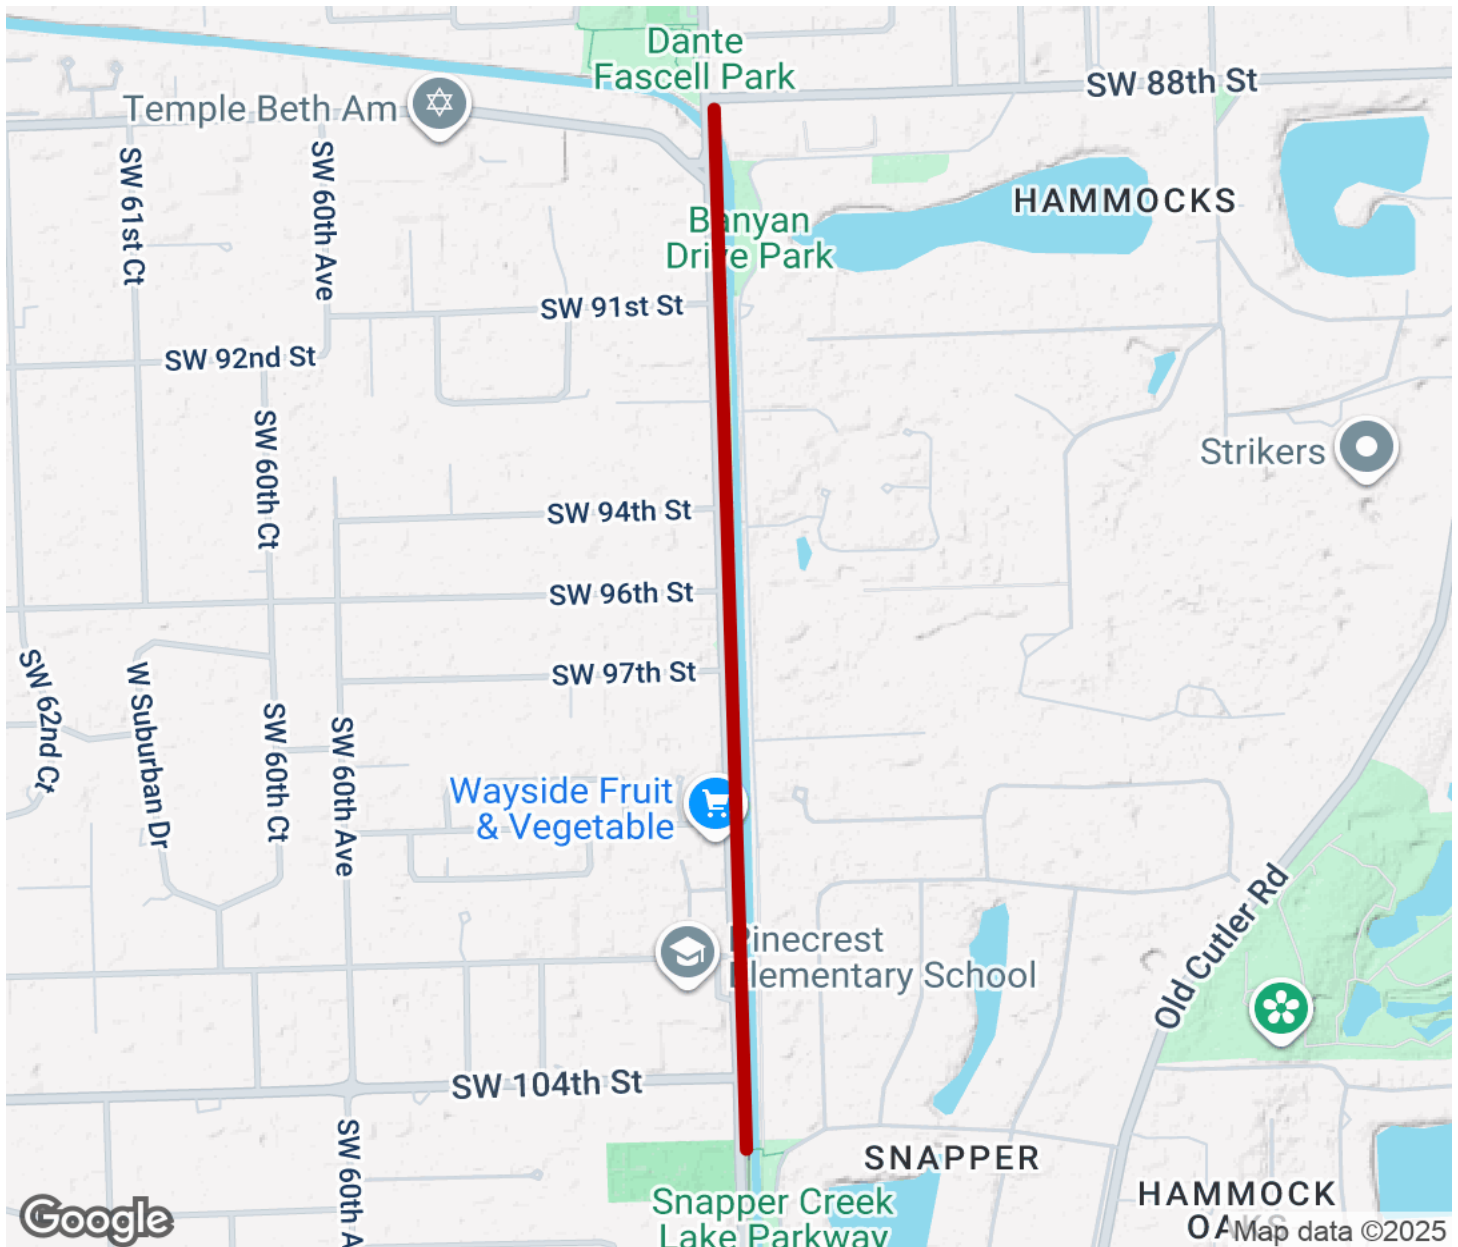 Dante
Fascell Park
SW 88th St
Temple Beth Am
SW 61st Ct
SW 60th Ave
HAMMOCKS
Banyan
Drive Park
SW 91st St
SW 92nd St
SW 60th Ct
Strikers
SW 94th St
SW 96th St
SW 97th St
SW 62nd Ct
W Suburban Dr
SW 60th Ct
SW 60th Ave
Wayside Fruit
& Vegetable
Old Cutler Rd
Pinecrest
Elementary School
SW 104th St
SW 60th A
SNAPPER
Snapper Creek
Lake Parkway
HAMMOCK
OAKS
Google
Map data ©2025